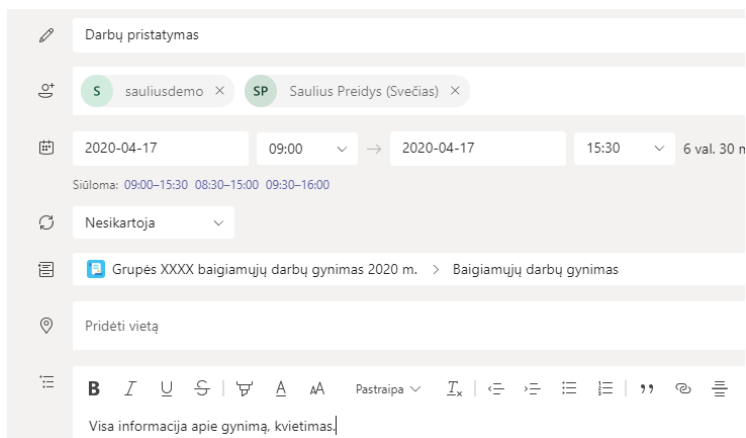 Darbų pristatymas
S sauliusdemo × SP Saulius Preidys (Svečias) ×
2020-04-17 09:00 → 2020-04-17 15:30 6 val. 30 m
Siūloma: 09:00–15:30 08:30–15:00 09:30–16:00
Nesikartoja
Grupės XXXX baigiamųjų darbų gynimas 2020 m. > Baigiamųjų darbų gynimas
Pridėti vietą
B I U S A AA Pastraipa Tx
Visa informacija apie gynimą, kvietimas.